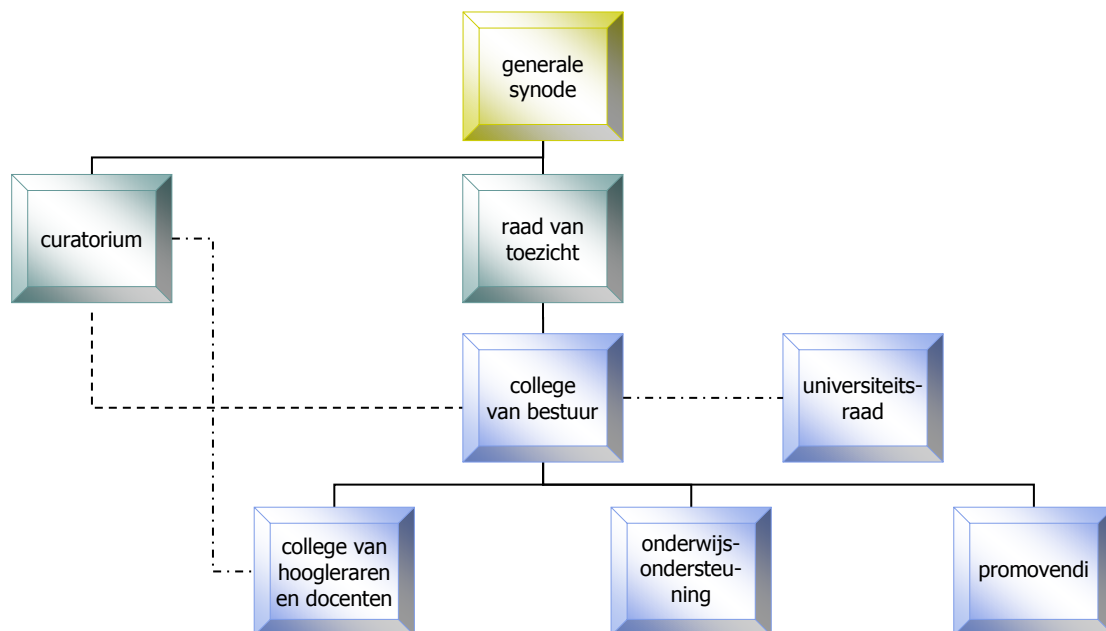 generale
synode
curatorium
raad van
toezicht
college
van bestuur
universiteits-
raad
college van
hoogleraren
en docenten
onderwijs-
ondersteu-
ning
promovendi